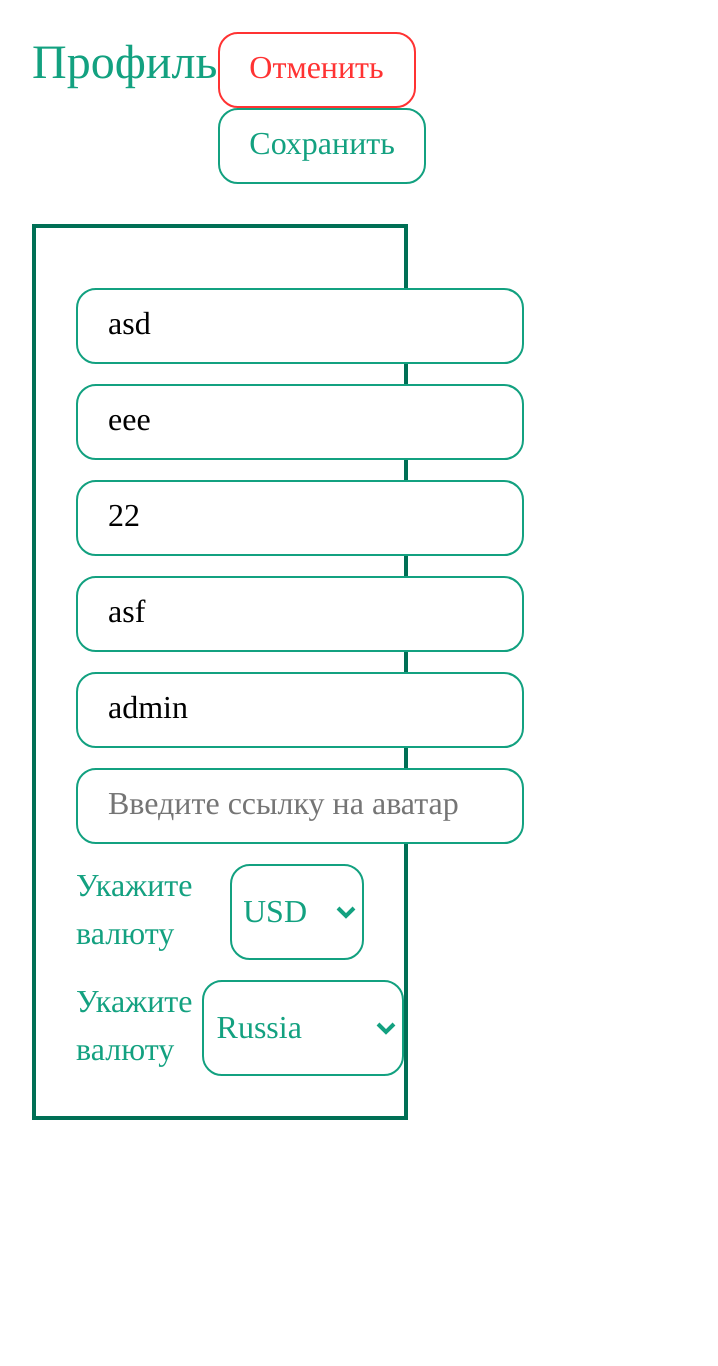 Профиль
Отменить
Сохранить
asd
eee
22
asf
admin
Введите ссылку на аватар
Укажите
валюту
USD
Укажите
валюту
Russia